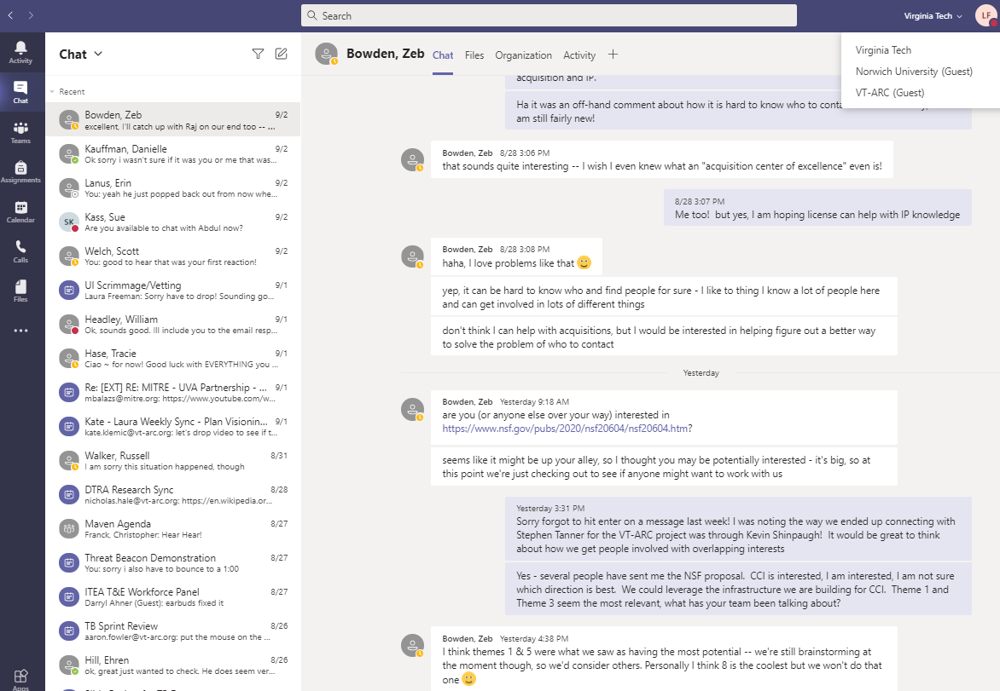 Search
Virginia Tech
LF
Virginia Tech
Norwich University (Guest)
VT-ARC (Guest)
Activity
Chat
Teams
Assignments
Calendar
Calls
Files
Apps
Chat
Recent
Bowden, Zeb 9/2
excellent, I'll catch up with Raj on our end too -- ...
Kauffman, Danielle 9/2
Ok sorry i wasn't sure if it was you or me that was...
Lanus, Erin 9/2
You: yeah he just popped back out from now whe...
SK
Kass, Sue 9/2
Are you available to chat with Abdul now?
Welch, Scott 9/2
You: good to hear that was your first reaction!
UI Scrimmage/Vetting 9/1
Laura Freeman: Sorry have to drop! Sounding go...
Headley, William 9/1
Ok, sounds good. Ill include you to the email resp...
Hase, Tracie 9/1
Ciao ~ for now! Good luck with EVERYTHING you ...
Re: [EXT] RE: MITRE - UVA Partnership - ... 9/1
mbalazs@mitre.org: https://www.youtube.com/w...
Kate - Laura Weekly Sync - Plan Visionin... 9/1
kate.klemic@vt-arc.org: let's drop video to see if t...
Walker, Russell 8/31
I am sorry this situation happened, though
DTRA Research Sync 8/28
nicholas.hale@vt-arc.org: https://en.wikipedia.or...
Maven Agenda 8/27
Franck, Christopher: Hear Hear!
Threat Beacon Demonstration 8/27
You: sorry i also have to bounce to a 1:00
ITEA T&E Workforce Panel 8/27
Darryl Ahner (Guest): earbuds fixed it
TB Sprint Review 8/26
aaron.fowler@vt-arc.org: put the mouse on the ...
Hill, Ehren 8/26
ok, great just wanted to check. He does seem ver...
Bowden, Zeb
Chat Files Organization Activity
acquisition and IP.
Ha it was an off-hand comment about how it is hard to know who to
am still fairly new!
Bowden, Zeb 8/28 3:06 PM
that sounds quite interesting -- I wish I even knew what an "acquisition center of excellence" even is!
8/28 3:07 PM
Me too! but yes, I am hoping license can help with IP knowledge
Bowden, Zeb 8/28 3:08 PM
haha, I love problems like that
yep, it can be hard to know who and find people for sure - I like to thing I know a lot of people here
and can get involved in lots of different things
don't think I can help with acquisitions, but I would be interested in helping figure out a better way
to solve the problem of who to contact
Yesterday
Bowden, Zeb Yesterday 9:18 AM
are you (or anyone else over your way) interested in
https://www.nsf.gov/pubs/2020/nsf20604/nsf20604.htm?
seems like it might be up your alley, so I thought you may be potentially interested - it's big, so at
this point we're just checking out to see if anyone might want to work with us
Yesterday 3:31 PM
Sorry forgot to hit enter on a message last week! I was noting the way we ended up connecting with
Stephen Tanner for the VT-ARC project was through Kevin Shinpaugh! It would be great to think
about how we get people involved with overlapping interests
Yes - several people have sent me the NSF proposal. CCI is interested, I am interested, I am not sure
which direction is best. We could leverage the infrastructure we are building for CCI. Theme 1 and
Theme 3 seem the most relevant, what has your team been talking about?
Bowden, Zeb Yesterday 4:38 PM
I think themes 1 & 5 were what we saw as having the most potential -- we're still brainstorming at
the moment though, so we'd consider others. Personally I think 8 is the coolest but we won't do that
one